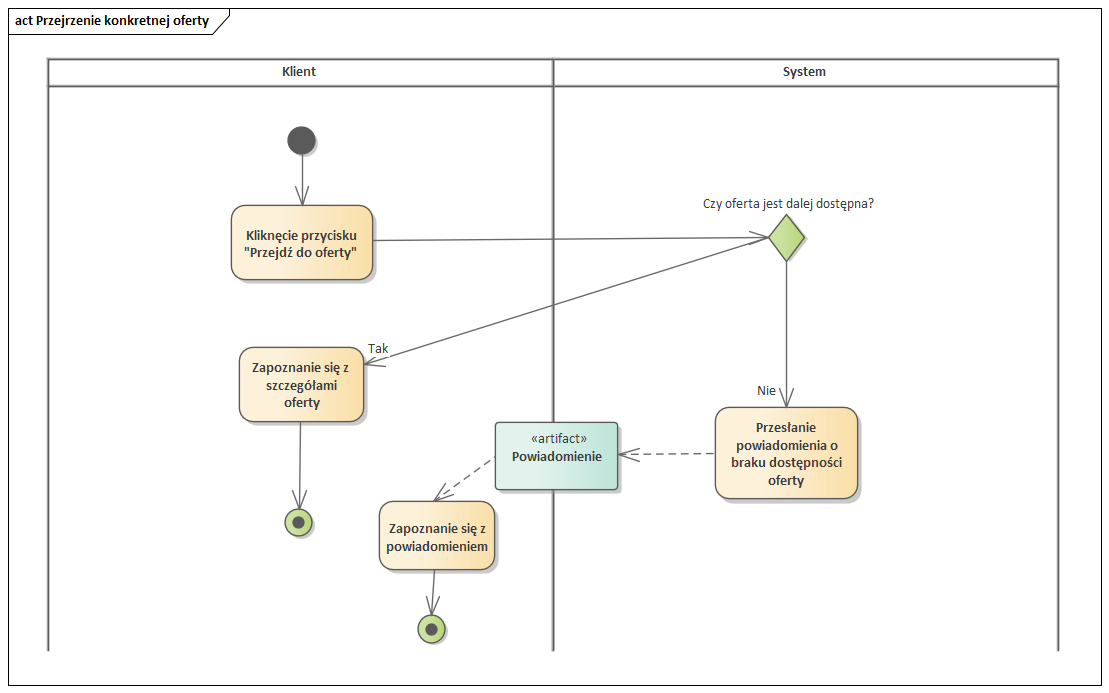 act Przejrzenie konkretnej oferty
Klient
System
Czy oferta jest dalej dostępna?
Kliknęcie przycisku
"Przejdź do oferty"
Tak
Zapoznanie się z
szczegółami
oferty
Nie
Przesłanie
powiadomienia o
braku dostępności
oferty
«artifact»
Powiadomienie
Zapoznanie się z
powiadomieniem